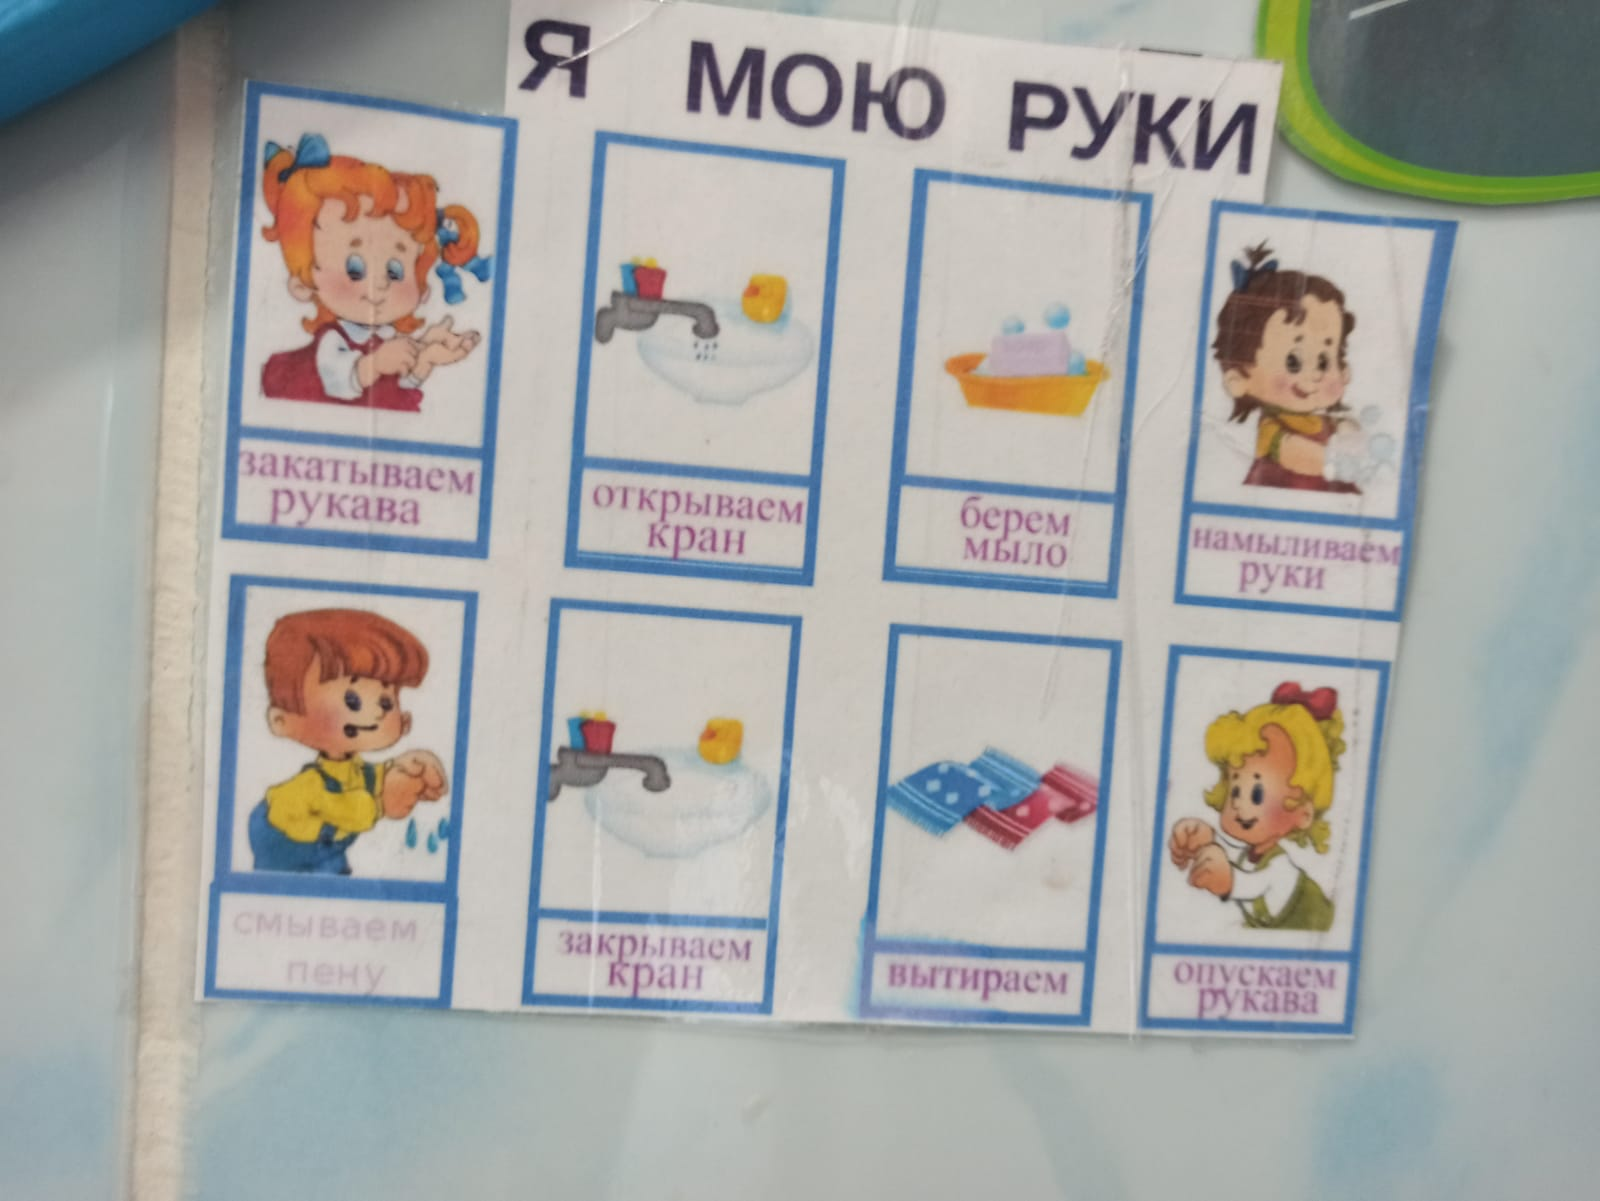 Я МОЮ РУКИ
закатываем
рукава
открываем
кран
берем
мыло
намыливаем
руки
смываем
пену
закрываем
кран
вытираем
опускаем
рукава